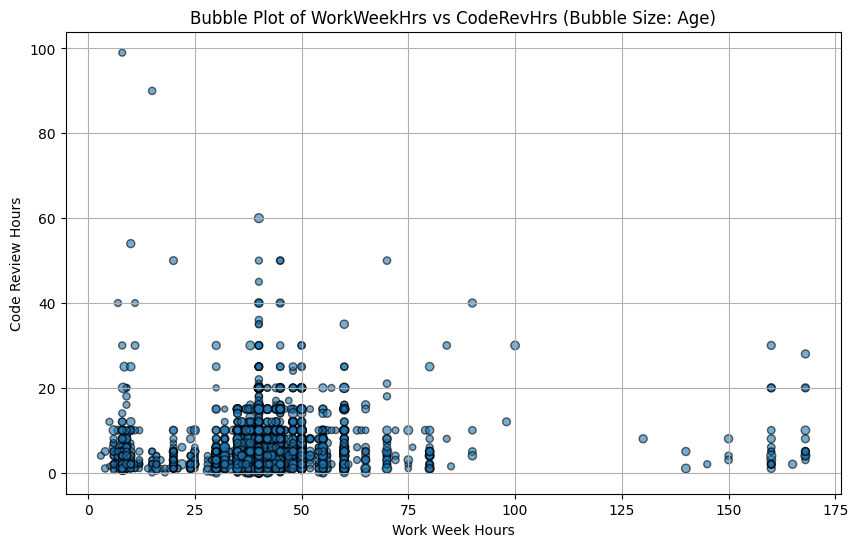 Bubble Plot of WorkWeekHrs vs CodeRevHrs (Bubble Size: Age)
100
80
60
40
20
0
Code Review Hours
0 25 50 75 100 125 150 175
Work Week Hours